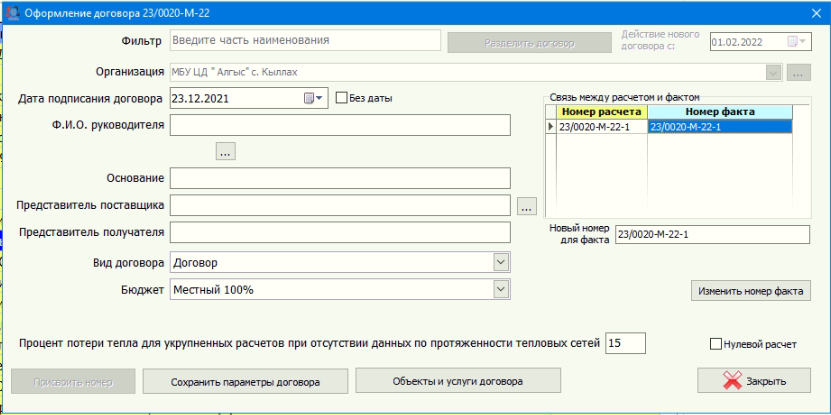 Оформление договора 23/0020-М-22
Фильтр Введите часть наименования Разделить договор Действие нового договора с: 01.02.2022
Организация МБУ ЦД " Алгыс" с. Кыллах ...
Дата подписания договора 23.12.2021 Без даты
Связь между расчетом и фактом
Номер расчета Номер факта
23/0020-М-22-1 23/0020-М-22-1
Ф.И.О. руководителя
...
Основание
Представитель поставщика ...
Представитель получателя
Новый номер для факта 23/0020-М-22-1
Вид договора Договор
Бюджет Местный 100% Изменить номер факта
Процент потери тепла для укрупненных расчетов при отсутствии данных по протяженности тепловых сетей 15 Нулевой расчет
Присвоить номер Сохранить параметры договора Объекты и услуги договора Закрыть